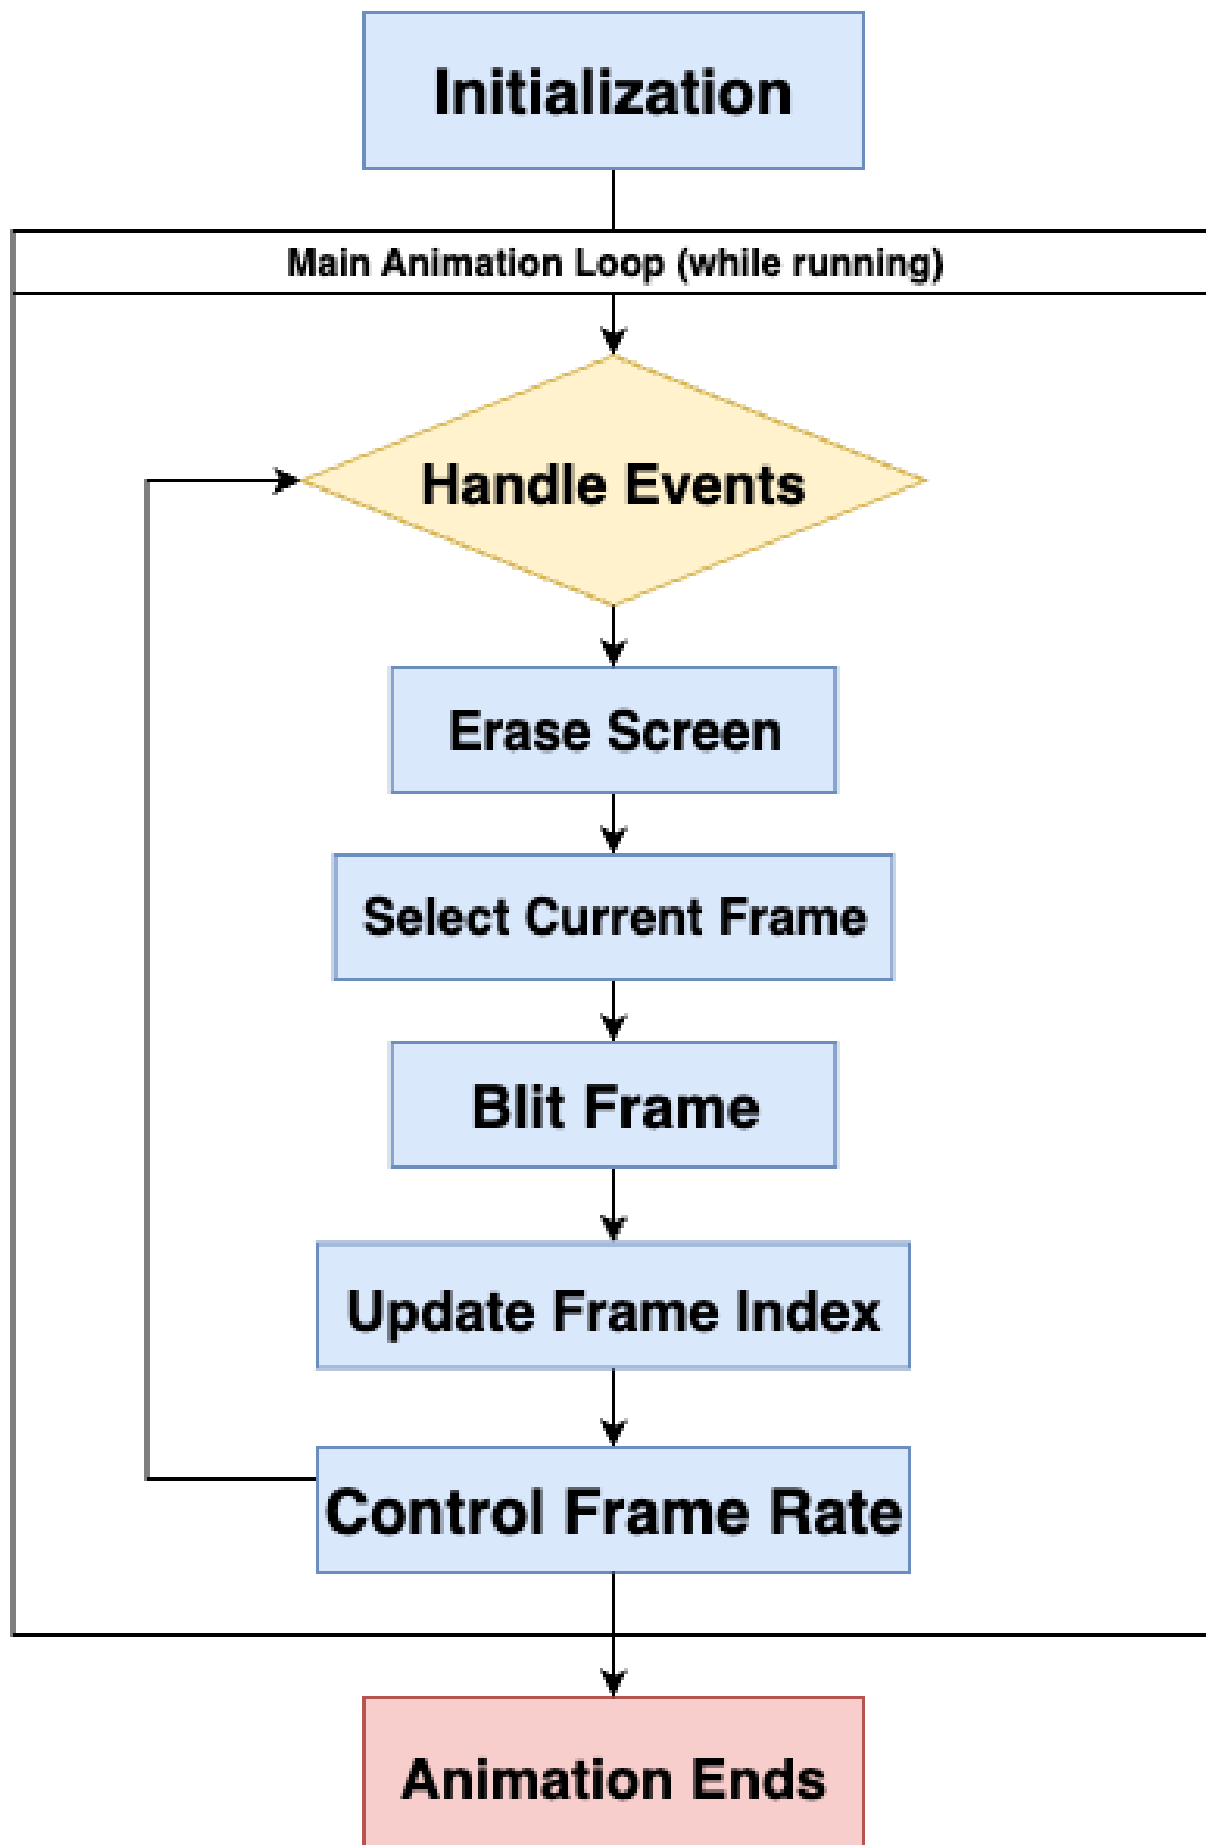 Initialization
Main Animation Loop (while running)
Handle Events
Erase Screen
Select Current Frame
Blit Frame
Update Frame Index
Control Frame Rate
Animation Ends